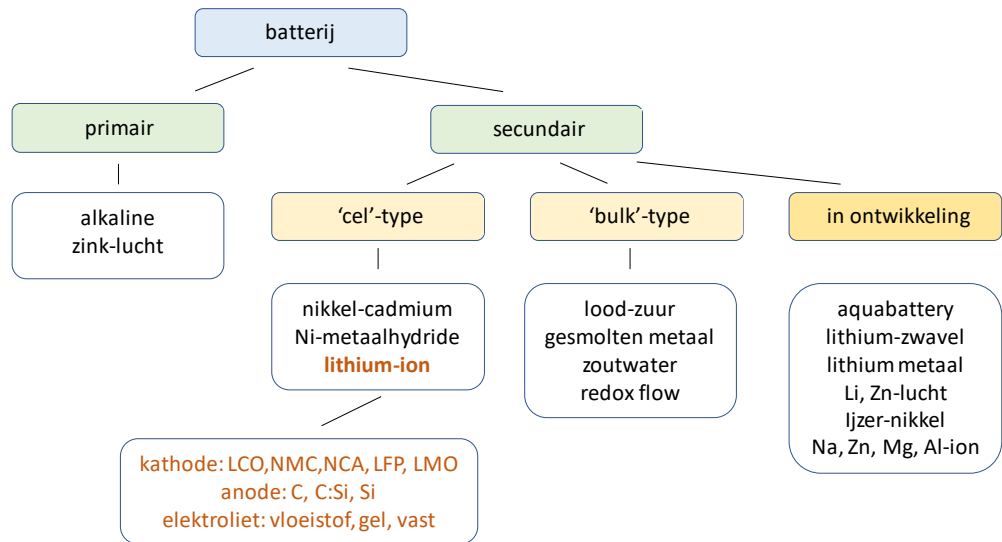 batterij
primair
secundair
alkaline
zink-lucht
‘cel’-type
‘bulk’-type
in ontwikkeling
nikkel-cadmium
Ni-metaalhydride
lithium-ion
lood-zuur
gesmolten metaal
zoutwater
redox flow
aquabattery
lithium-zwavel
lithium metaal
Li, Zn-lucht
Ijzer-nikkel
Na, Zn, Mg, Al-ion
kathode: LCO,NMC,NCA, LFP, LMO
anode: C, C:Si, Si
elektroliet: vloeistof, gel, vast